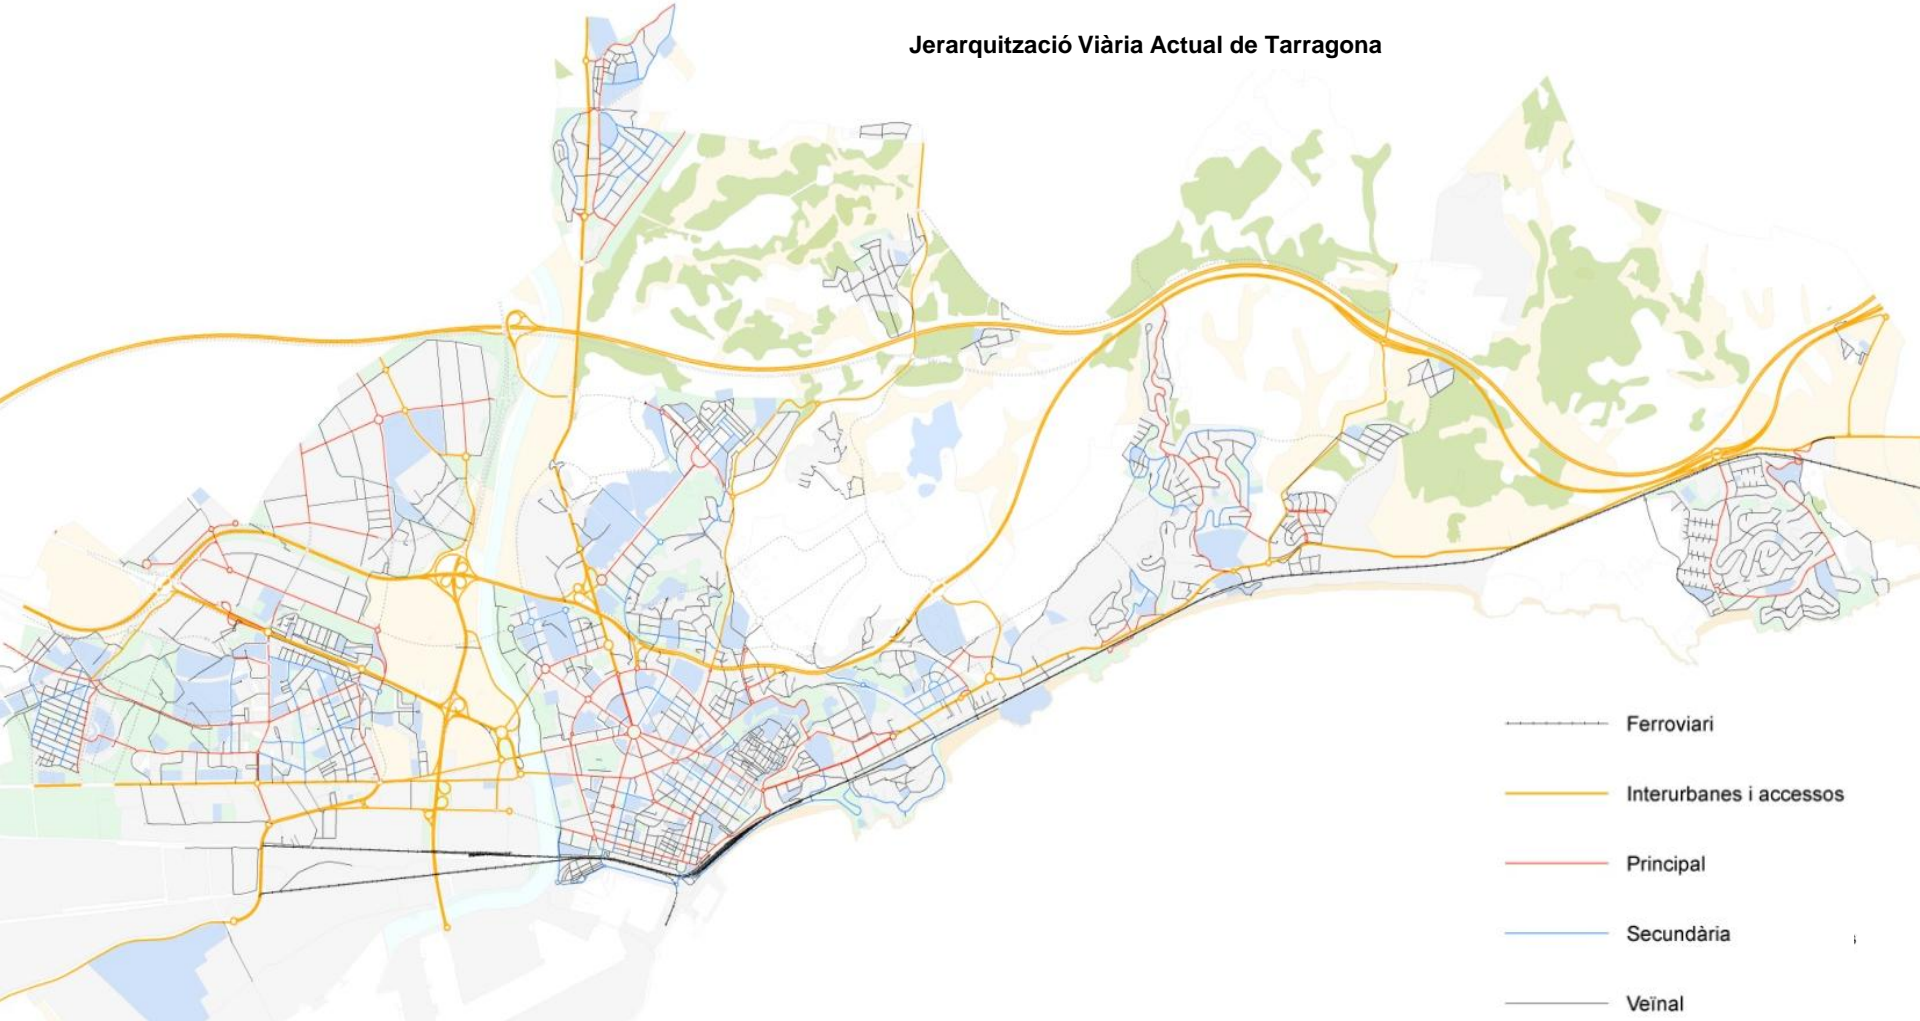 Jerarquització Viària Actual de Tarragona
Ferroviari
Interurbanes i accessos
Principal
Secundària
Veïnal